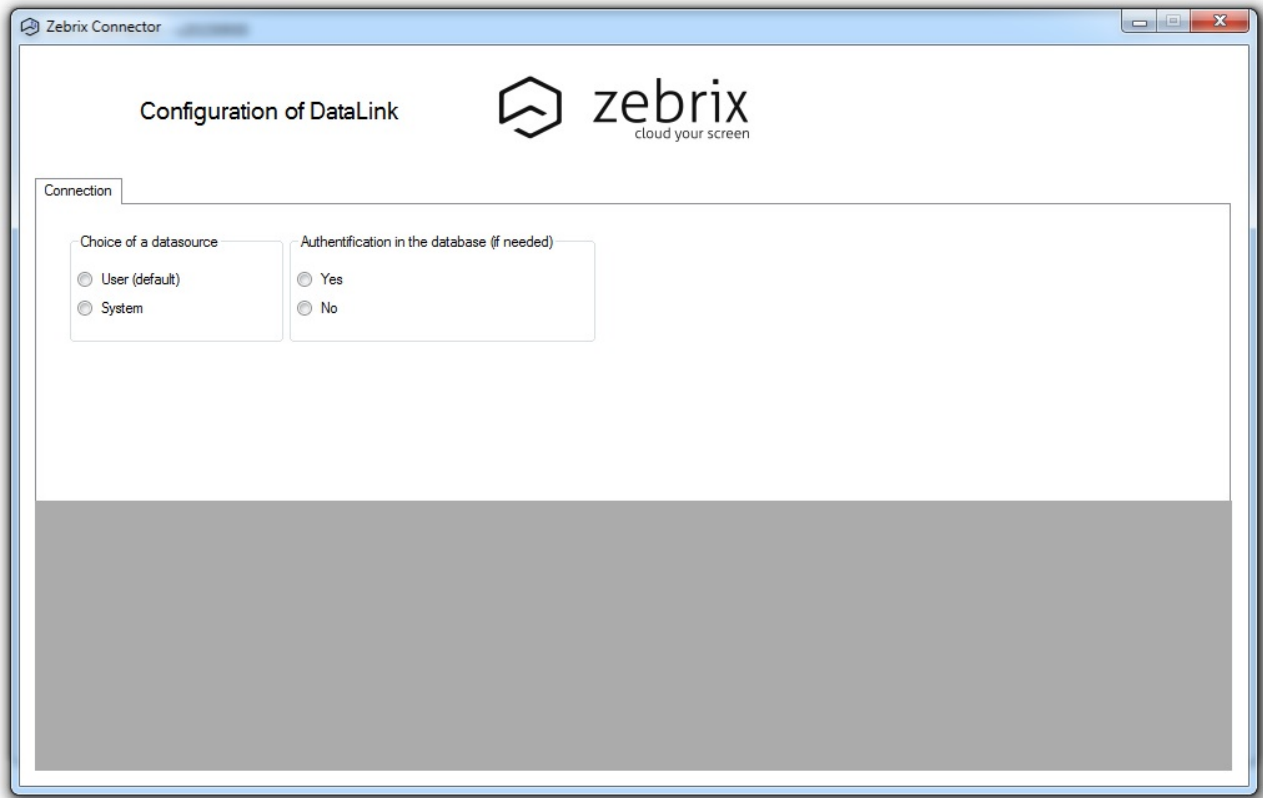 Zebrix Connector
Configuration of DataLink
zebrix
cloud your screen
Connection
Choice of a datasource
User (default)
System
Authentification in the database (if needed)
Yes
No